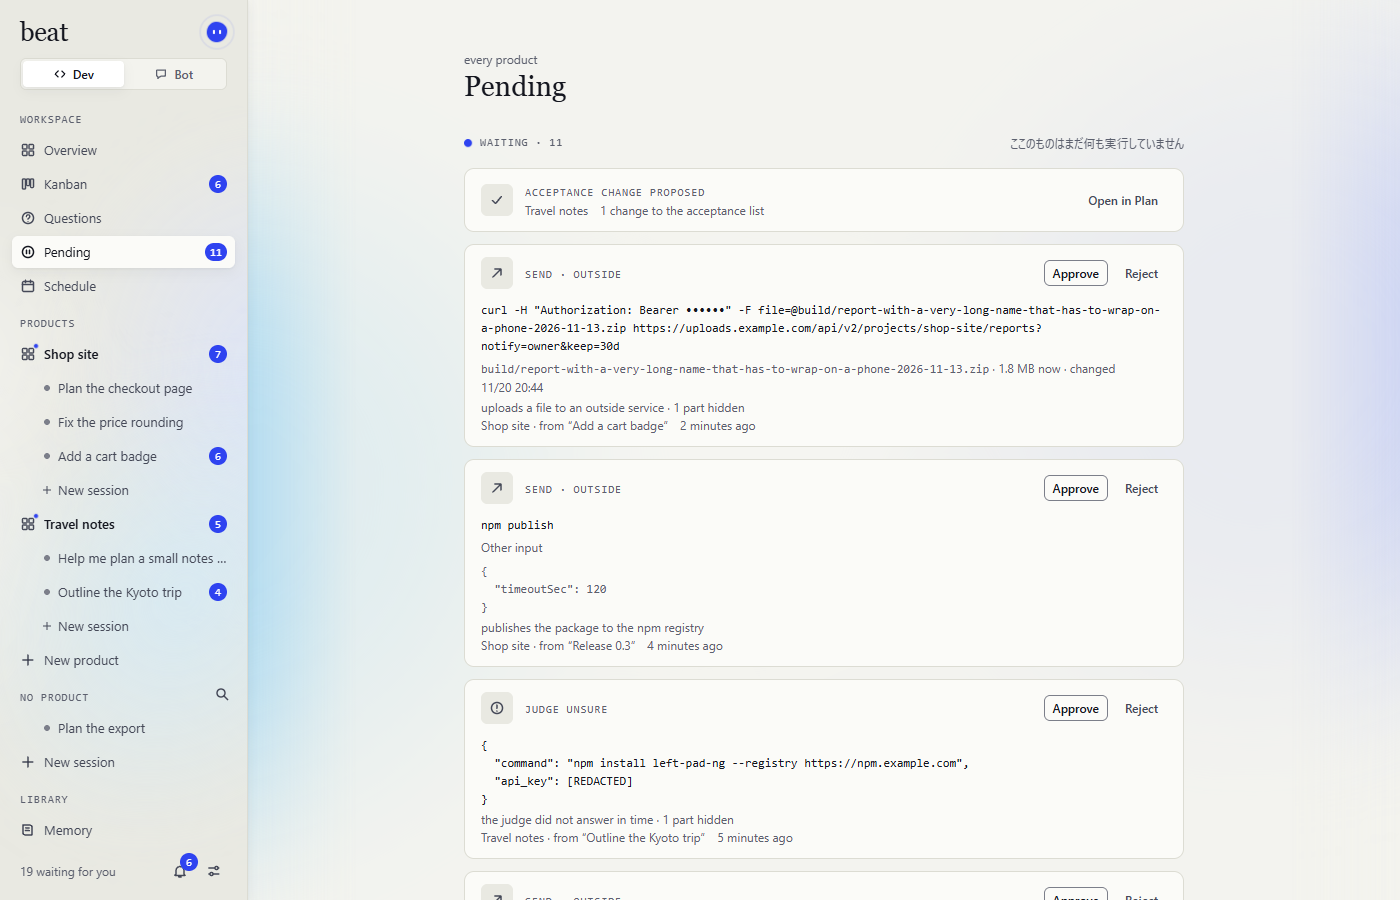 beat
Dev
Bot
WORKSPACE
Overview
Kanban 6
Questions
Pending 11
Schedule
PRODUCTS
Shop site 7
Plan the checkout page
Fix the price rounding
Add a cart badge 6
+ New session
Travel notes 5
Help me plan a small notes ...
Outline the Kyoto trip 4
+ New session
+ New product
NO PRODUCT
Plan the export
+ New session
LIBRARY
Memory
19 waiting for you 6
every product
Pending
WAITING · 11
ここのものはまだ何も実行していません
ACCEPTANCE CHANGE PROPOSED
Travel notes 1 change to the acceptance list
Open in Plan
SEND · OUTSIDE
Approve
Reject
curl -H "Authorization: Bearer ••••••" -F file=@build/report-with-a-very-long-name-that-has-to-wrap-on-
a-phone-2026-11-13.zip https://uploads.example.com/api/v2/projects/shop-site/reports?
notify=owner&keep=30d
build/report-with-a-very-long-name-that-has-to-wrap-on-a-phone-2026-11-13.zip · 1.8 MB now · changed
11/20 20:44
uploads a file to an outside service · 1 part hidden
Shop site · from “Add a cart badge” 2 minutes ago
SEND · OUTSIDE
Approve
Reject
npm publish
Other input
{
"timeoutSec": 120
}
publishes the package to the npm registry
Shop site · from “Release 0.3” 4 minutes ago
JUDGE UNSURE
Approve
Reject
{
"command": "npm install left-pad-ng --registry https://npm.example.com",
"api_key": [REDACTED]
}
the judge did not answer in time · 1 part hidden
Travel notes · from “Outline the Kyoto trip” 5 minutes ago
SEND · OUTSIDE
Approve
Reject